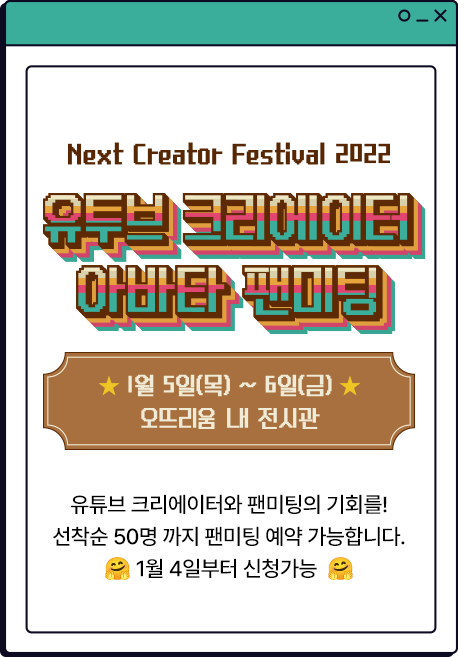 Next Creator Festival 2022
유투브 크리에이터
아바타 팬미팅
★ 1월 5일(목) ~ 6일(금) ★
오뜨리움 내 전시관
유튜브 크리에이터와 팬미팅의 기회를!
선착순 50명 까지 팬미팅 예약 가능합니다.
🤗 1월 4일부터 신청가능 🤗